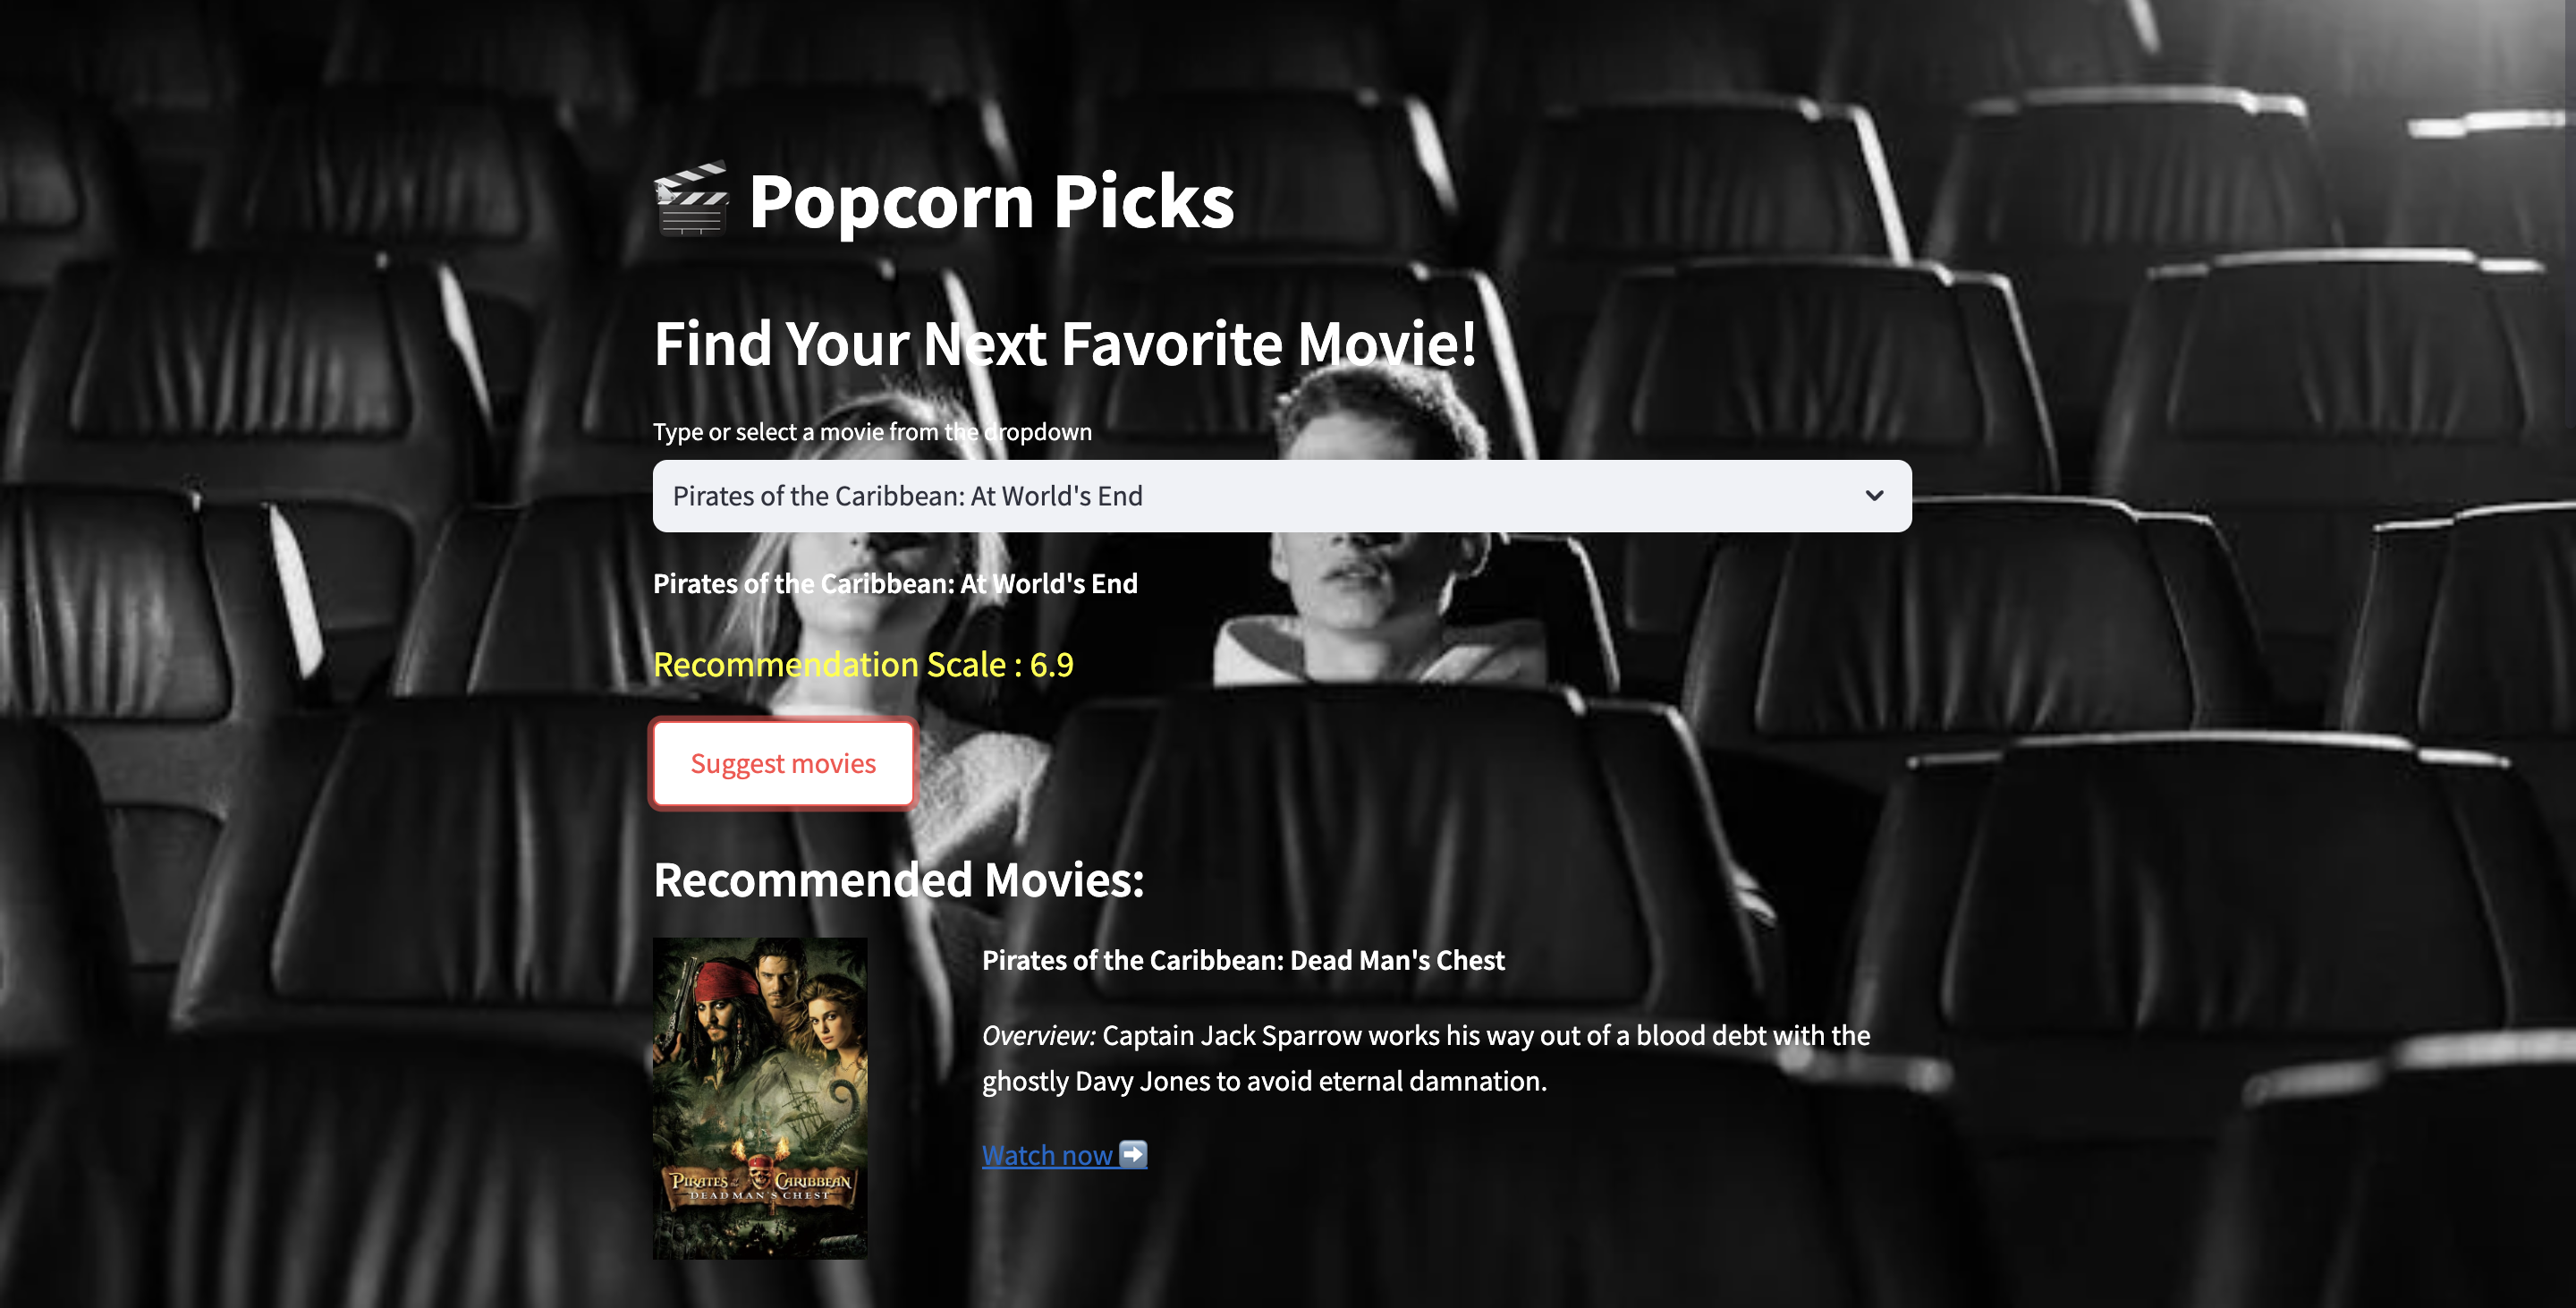 🎬 Popcorn Picks
Find Your Next Favorite Movie!
Type or select a movie from the dropdown
Pirates of the Caribbean: At World's End
Pirates of the Caribbean: At World's End
Recommendation Scale : 6.9
Suggest movies
Recommended Movies:
Pirates of the Caribbean: Dead Man's Chest
Overview: Captain Jack Sparrow works his way out of a blood debt with the
ghostly Davy Jones to avoid eternal damnation.
Watch now ➡️
PIRATES of the CARIBBEAN
DEAD MAN'S CHEST